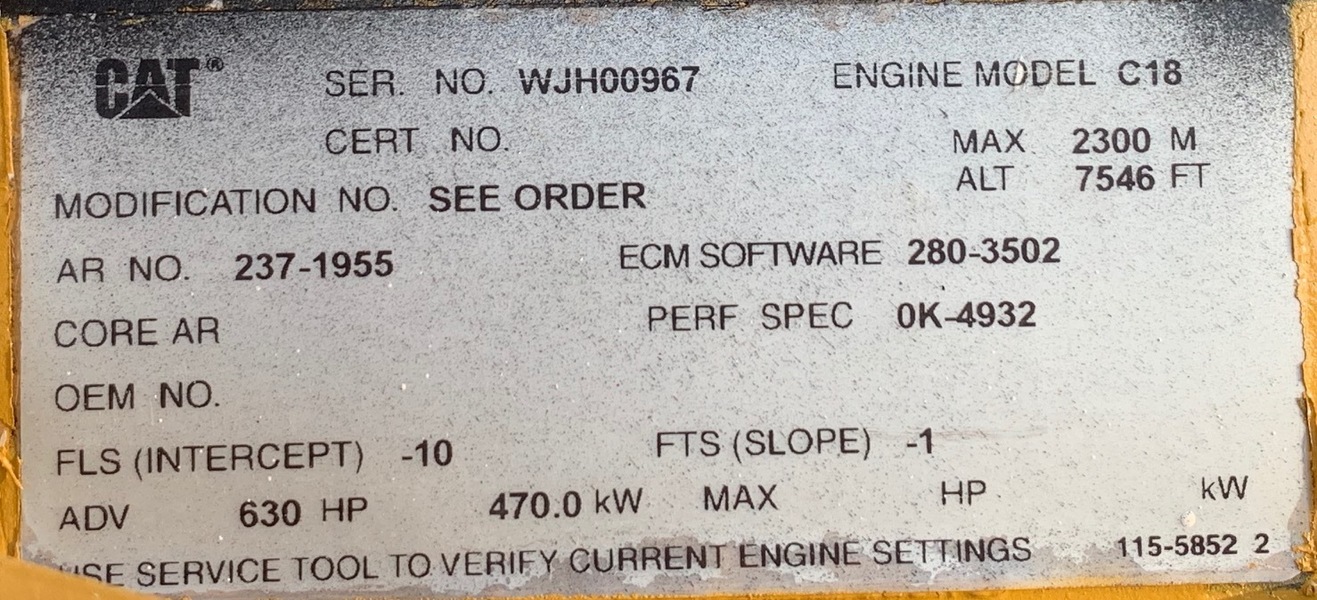 CAT® SER. NO. WJH00967 ENGINE MODEL C18
CERT NO. MAX 2300 M
ALT 7546 FT
MODIFICATION NO. SEE ORDER
AR NO. 237-1955 ECM SOFTWARE 280-3502
CORE AR PERF SPEC 0K-4932
OEM NO.
FLS (INTERCEPT) -10 FTS (SLOPE) -1
ADV 630 HP 470.0 kW MAX HP kW
USE SERVICE TOOL TO VERIFY CURRENT ENGINE SETTINGS 115-5852 2